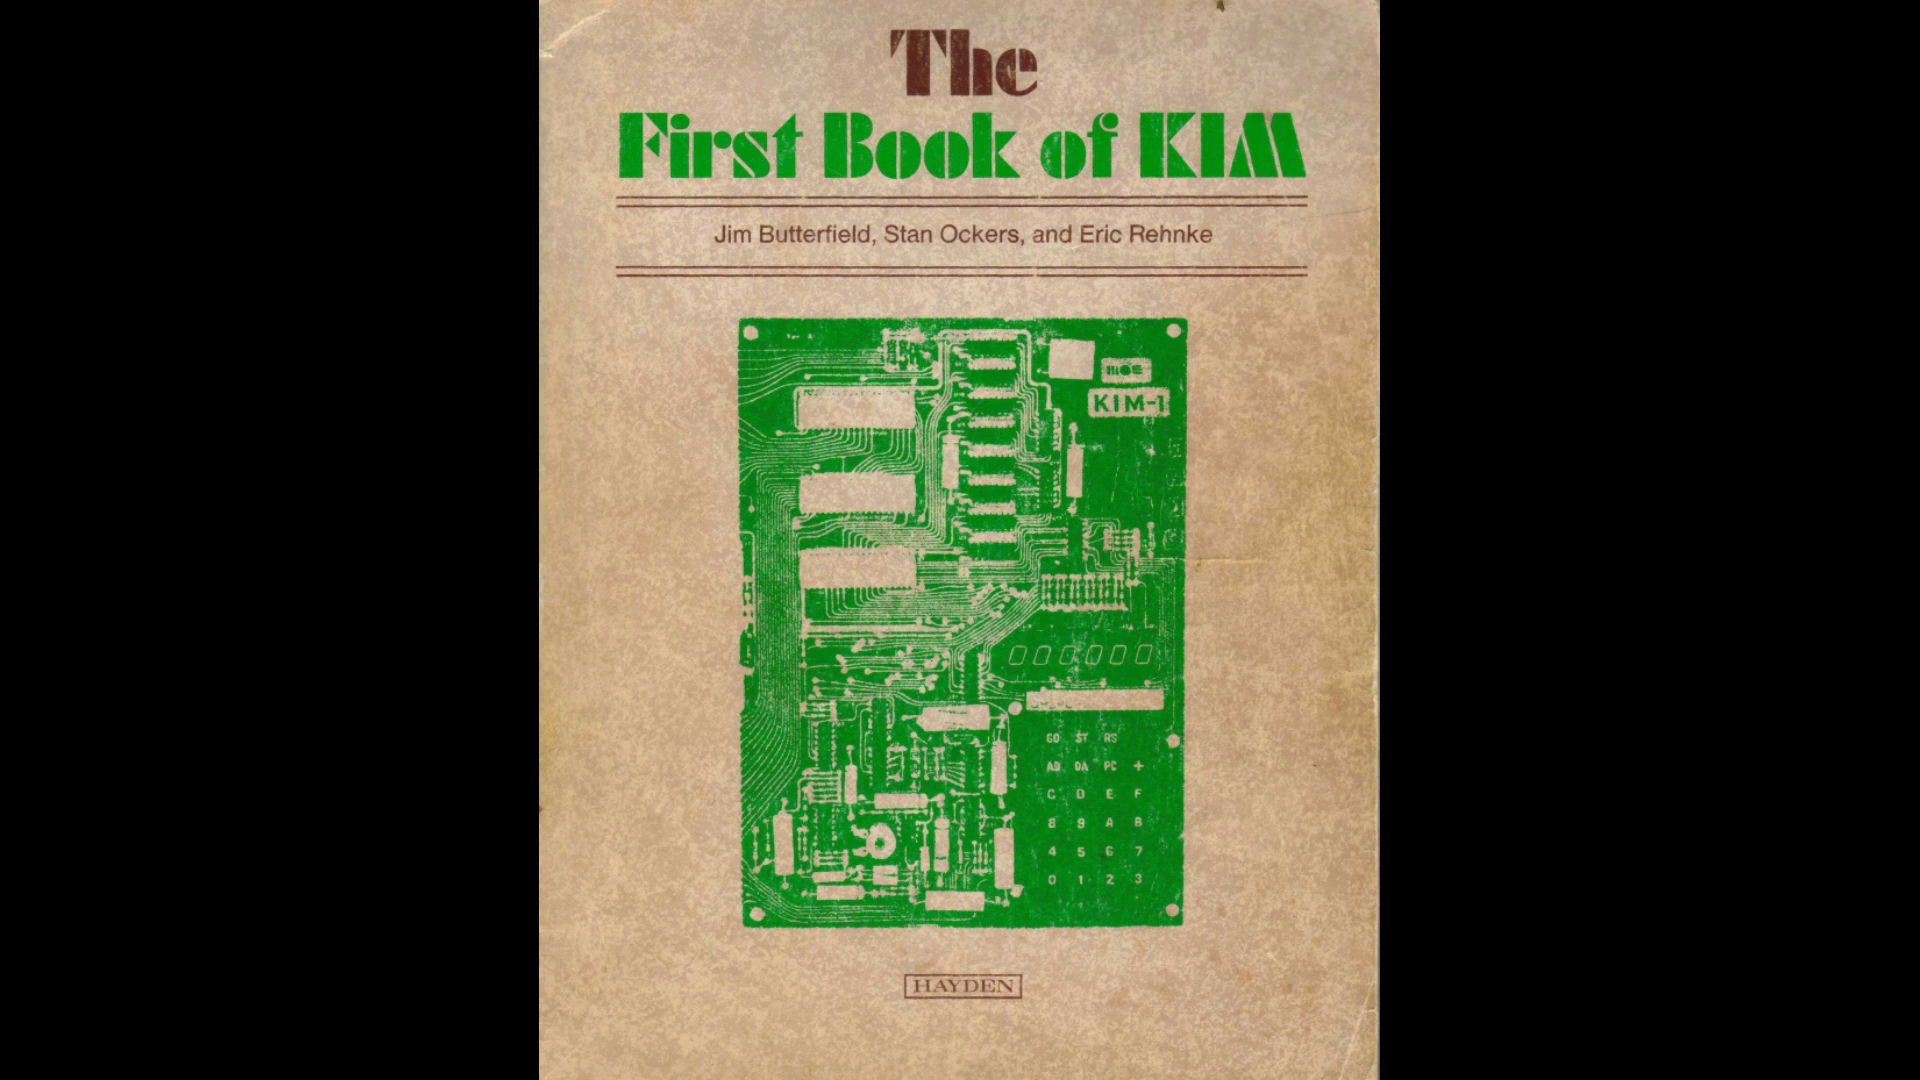 The
First Book of KIM
Jim Butterfield, Stan Ockers, and Eric Rehnke
MOS
KIM-1
GO ST RS
AD DA PC +
C D E F
8 9 A B
4 5 6 7
0 1 2 3
HAYDEN